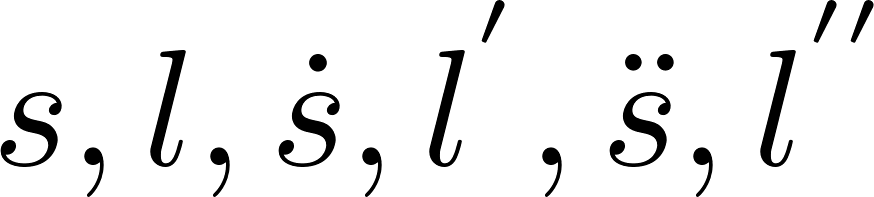 s, l, ṡ, l′, s̈, l″